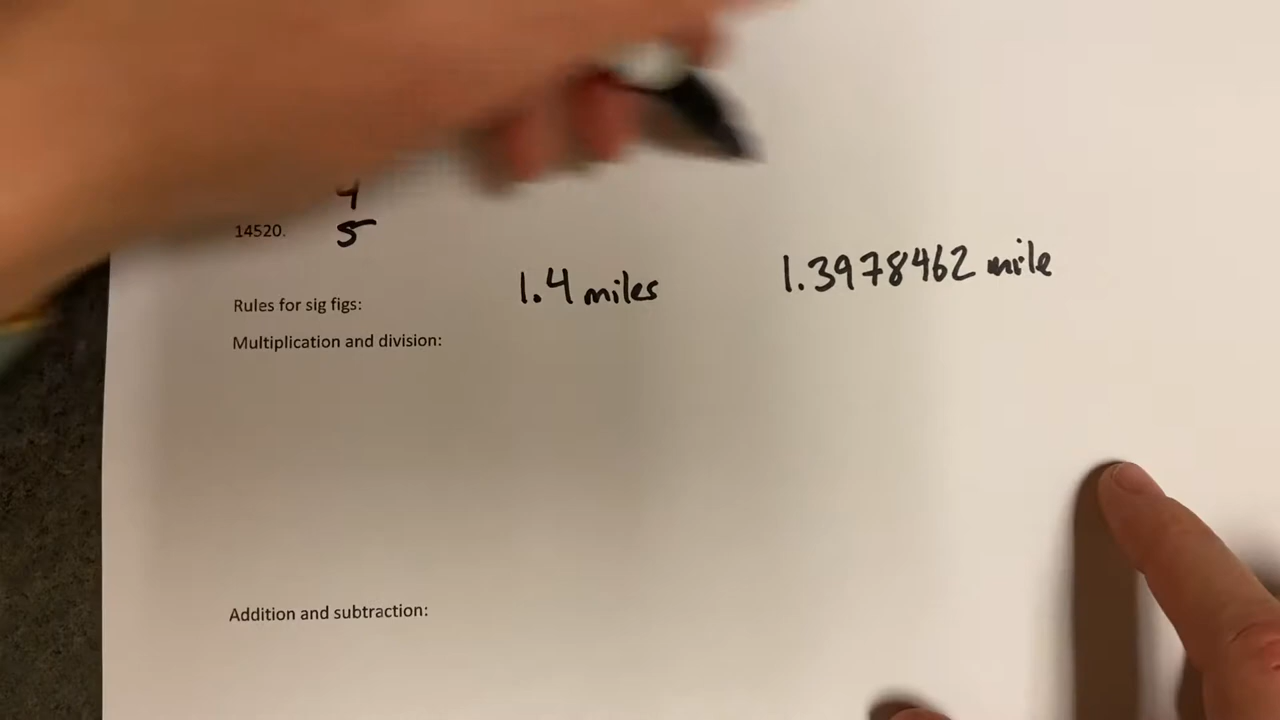 14520. 5
1.4 miles 1.3978462 mile
Rules for sig figs:
Multiplication and division:
Addition and subtraction: